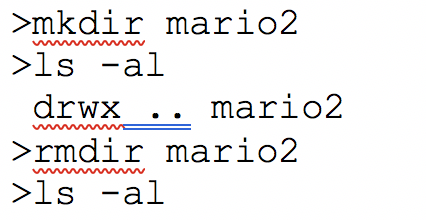 >mkdir mario2
>ls -al
drwx .. mario2
>rmdir mario2
>ls -al